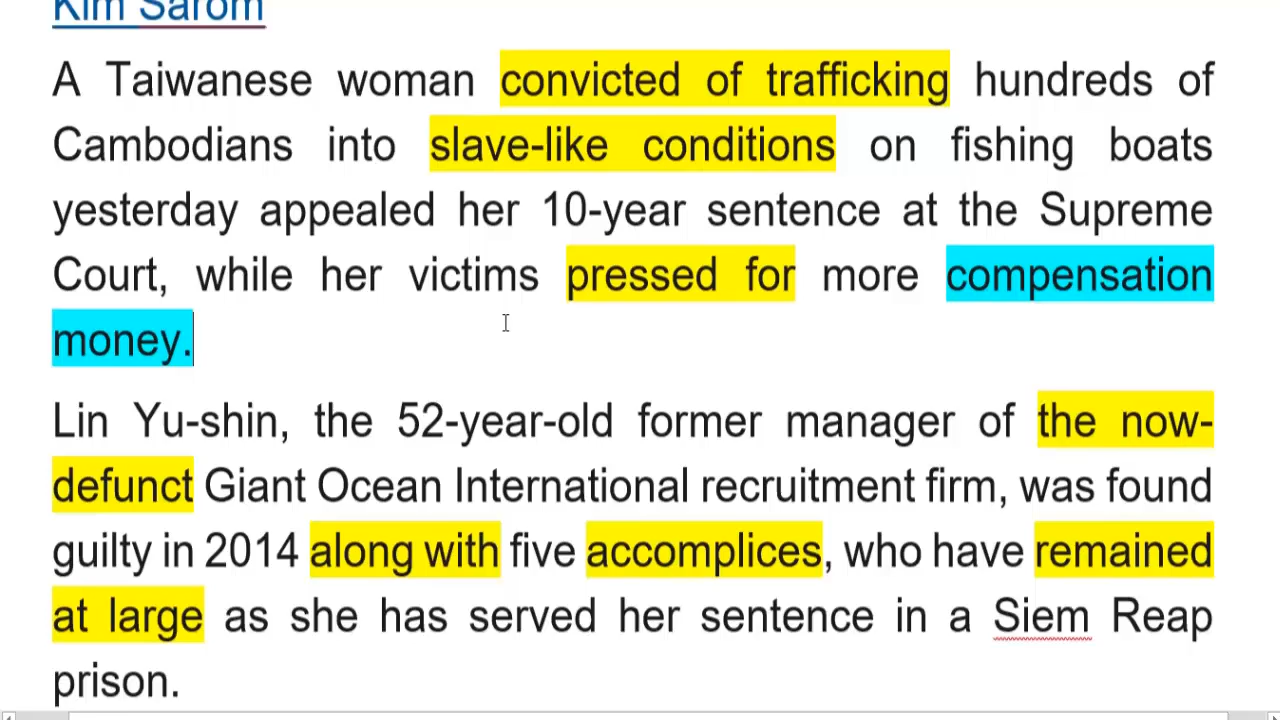 Kim Sarom
A Taiwanese woman convicted of trafficking hundreds of
Cambodians into slave-like conditions on fishing boats
yesterday appealed her 10-year sentence at the Supreme
Court, while her victims pressed for more compensation
money.
Lin Yu-shin, the 52-year-old former manager of the now-
defunct Giant Ocean International recruitment firm, was found
guilty in 2014 along with five accomplices, who have remained
at large as she has served her sentence in a Siem Reap
prison.